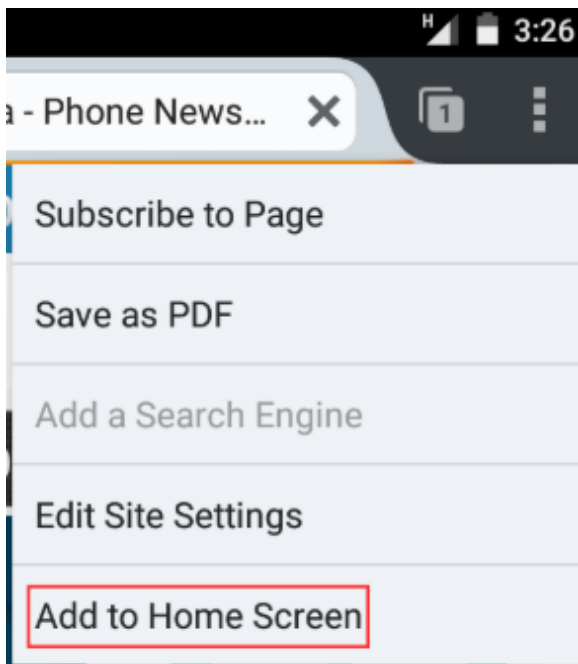 H 3:26
a - Phone News... 1
Subscribe to Page
Save as PDF
Add a Search Engine
Edit Site Settings
Add to Home Screen